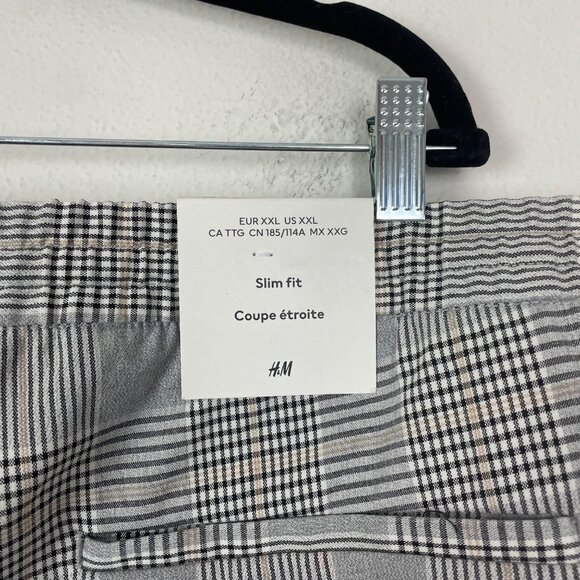 EUR XXL US XXL
CA TTG CN 185/114A MX XXG
Slim fit
Coupe étroite
H&M